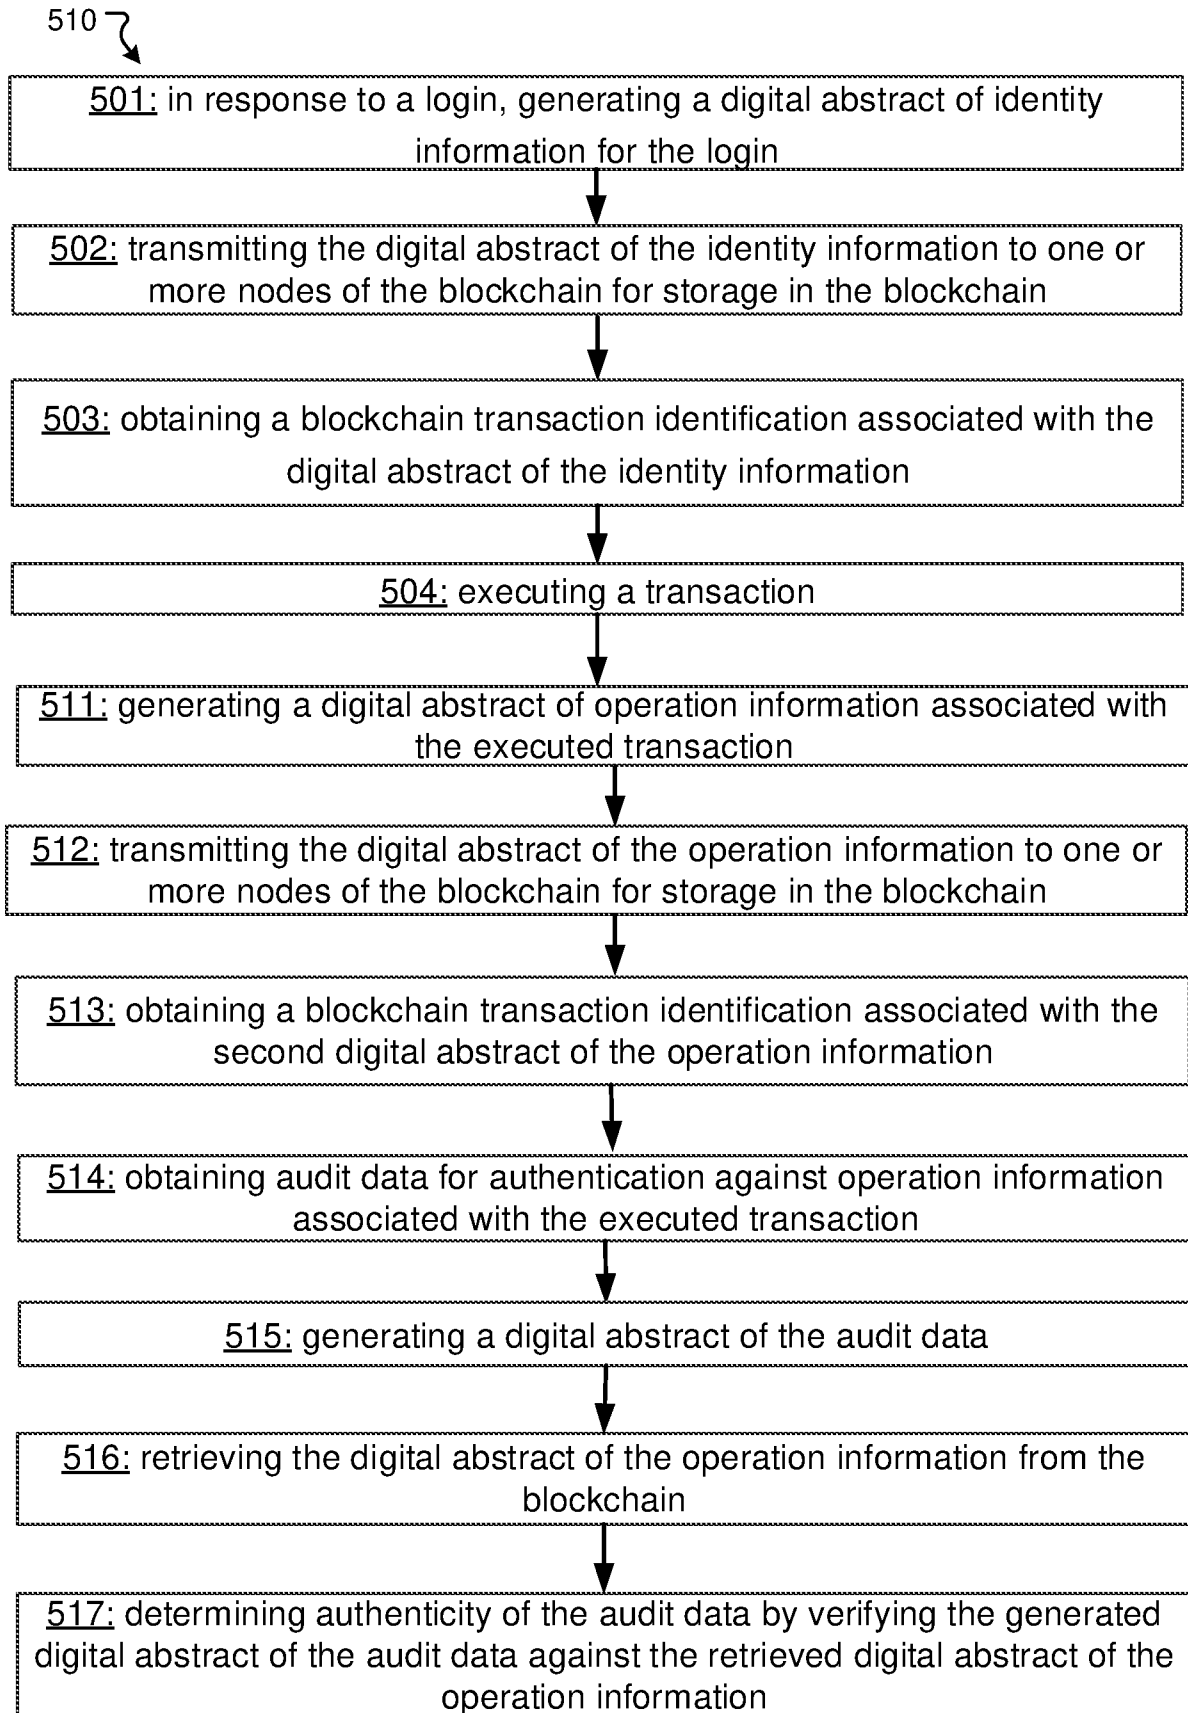 510
501: in response to a login, generating a digital abstract of identity
information for the login
502: transmitting the digital abstract of the identity information to one or
more nodes of the blockchain for storage in the blockchain
503: obtaining a blockchain transaction identification associated with the
digital abstract of the identity information
504: executing a transaction
511: generating a digital abstract of operation information associated with
the executed transaction
512: transmitting the digital abstract of the operation information to one or
more nodes of the blockchain for storage in the blockchain
513: obtaining a blockchain transaction identification associated with the
second digital abstract of the operation information
514: obtaining audit data for authentication against operation information
associated with the executed transaction
515: generating a digital abstract of the audit data
516: retrieving the digital abstract of the operation information from the
blockchain
517: determining authenticity of the audit data by verifying the generated
digital abstract of the audit data against the retrieved digital abstract of the
operation information